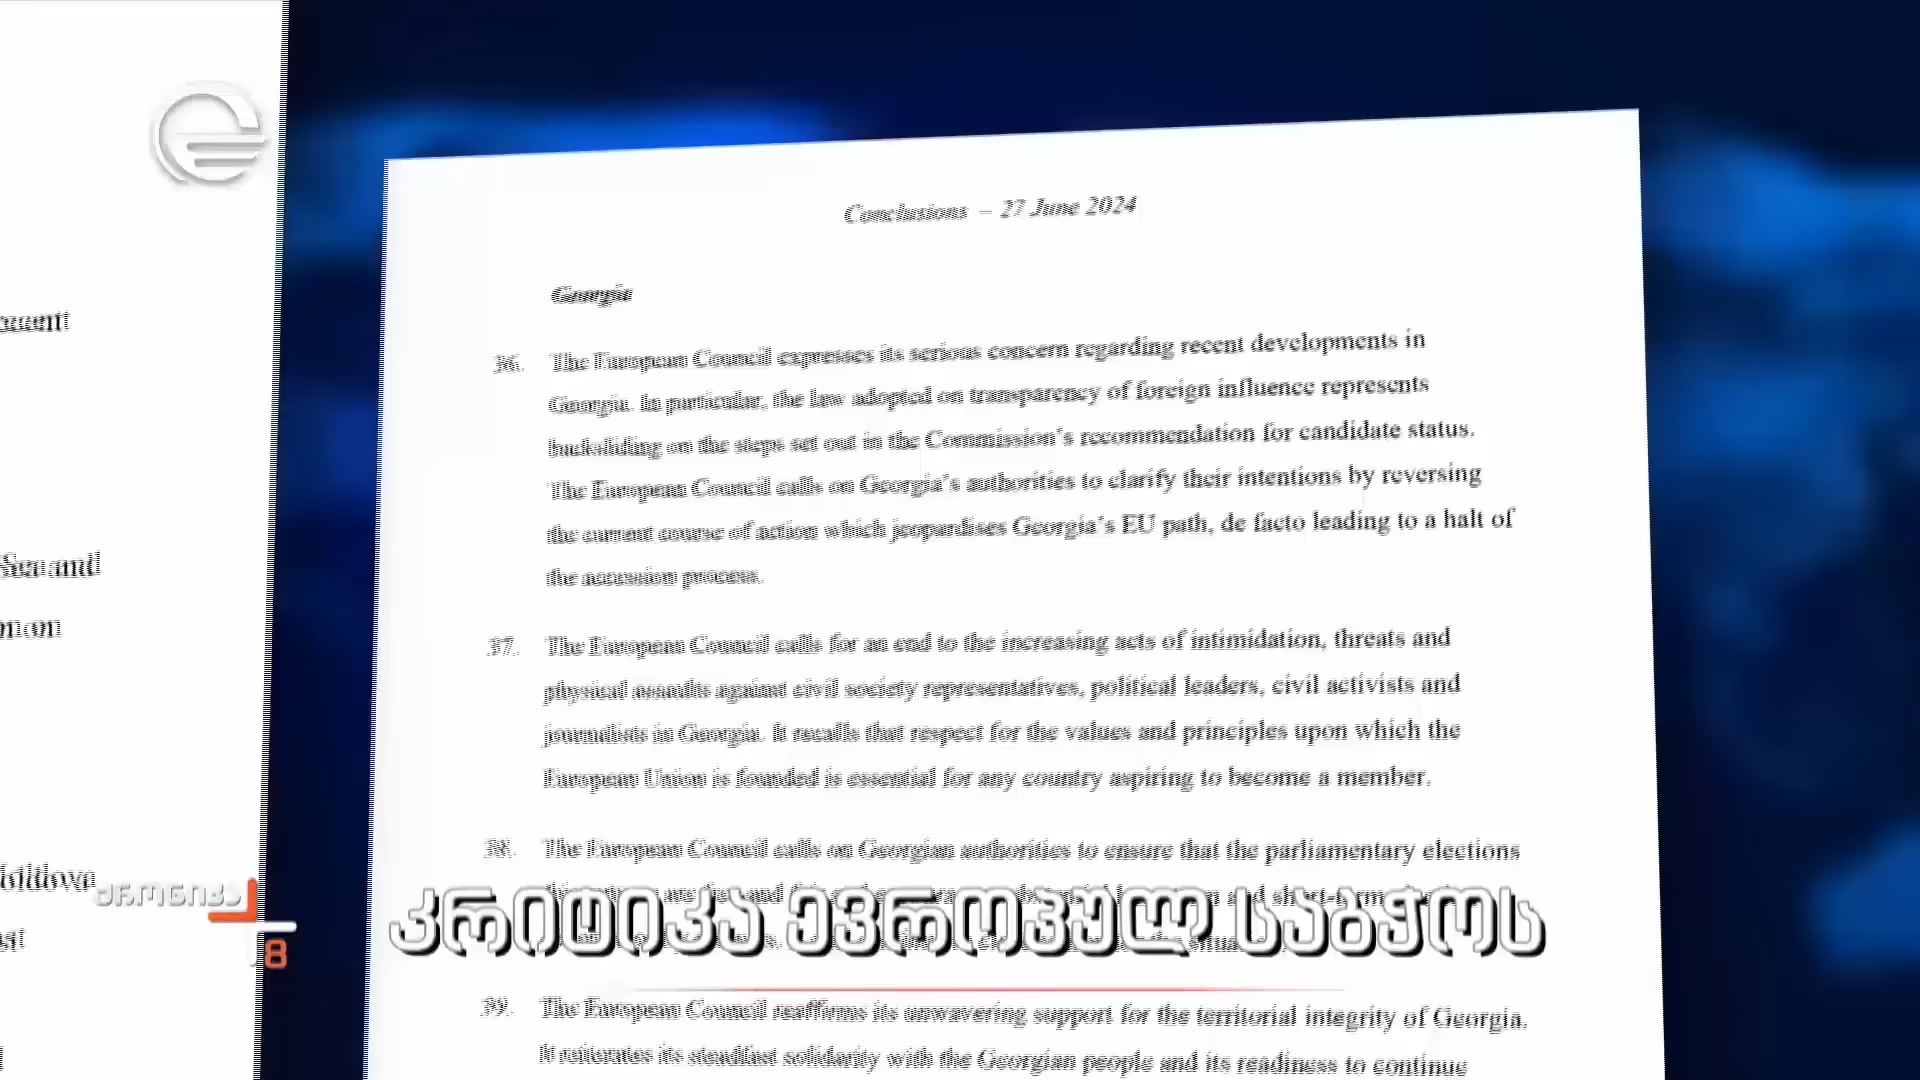 Conclusions – 27 June 2024
Georgia
36. The European Council expresses its serious concern regarding recent developments in
Georgia. In particular, the law adopted on transparency of foreign influence represents
backsliding on the steps set out in the Commission's recommendation for candidate status.
The European Council calls on Georgia's authorities to clarify their intentions by reversing
the current course of action which jeopardises Georgia's EU path, de facto leading to a halt of
the accession process.
37. The European Council calls for an end to the increasing acts of intimidation, threats and
physical assaults against civil society representatives, political leaders, civil activists and
journalists in Georgia. It recalls that respect for the values and principles upon which the
European Union is founded is essential for any country aspiring to become a member.
38. The European Council calls on Georgian authorities to ensure that the parliamentary elections
and short-term
კრიტიკა ევროპულ საბჭოს
39. The European Council reaffirms its unwavering support for the territorial integrity of Georgia.
It reiterates its steadfast solidarity with the Georgian people and its readiness to continue
Sea and
ქრონიკა
8